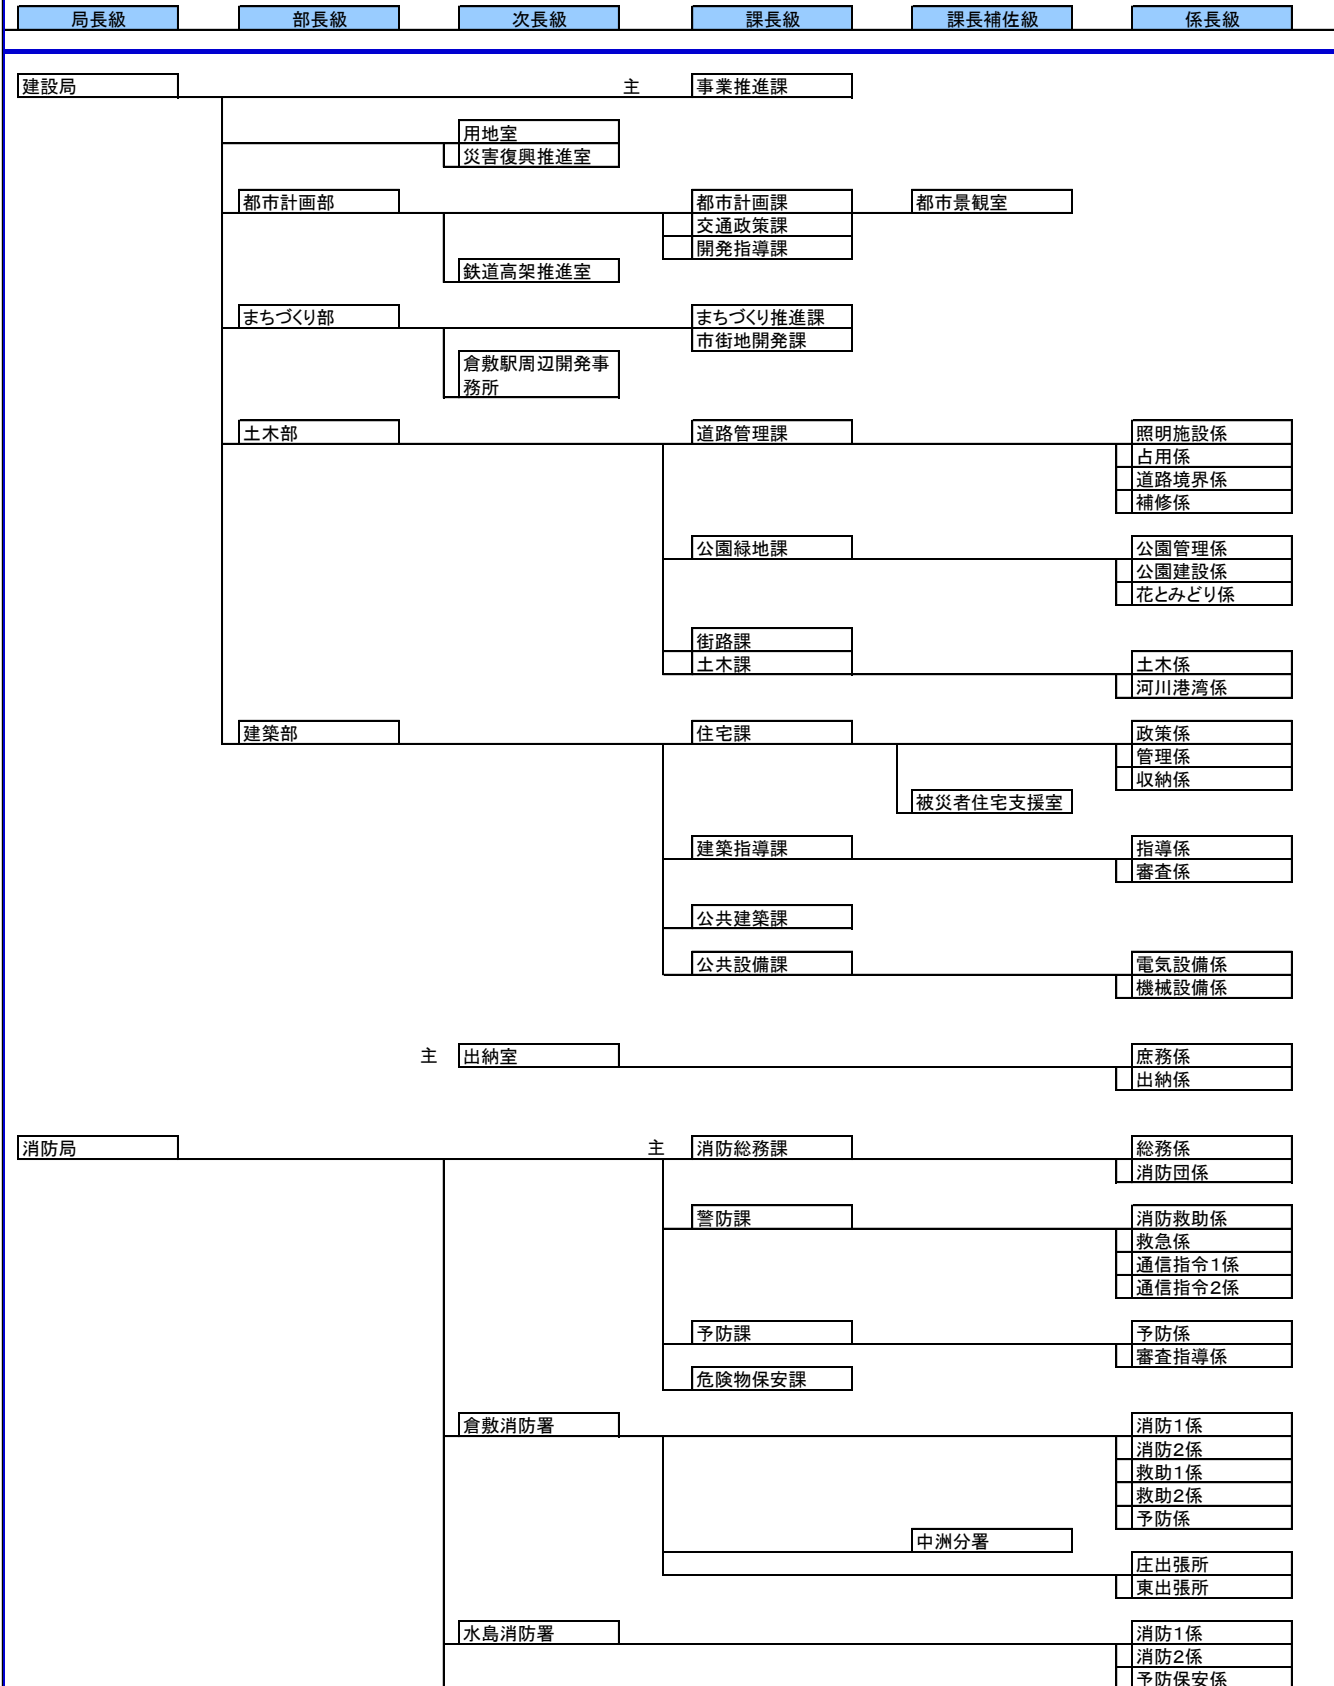 局長級 部長級 次長級 課長級 課長補佐級 係長級
建設局 主 事業推進課
用地室
災害復興推進室
都市計画部 都市計画課 都市景観室
交通政策課
開発指導課
鉄道高架推進室
まちづくり部 まちづくり推進課
市街地開発課
倉敷駅周辺開発事
務所
土木部 道路管理課 照明施設係
占用係
道路境界係
補修係
公園緑地課 公園管理係
公園建設係
花とみどり係
街路課
土木課 土木係
河川港湾係
建築部 住宅課 政策係
管理係
収納係
被災者住宅支援室
建築指導課 指導係
審査係
公共建築課
公共設備課 電気設備係
機械設備係
主 出納室 庶務係
出納係
消防局 主 消防総務課 総務係
消防団係
警防課 消防救助係
救急係
通信指令1係
通信指令2係
予防課 予防係
審査指導係
危険物保安課
倉敷消防署 消防1係
消防2係
救助1係
救助2係
予防係
中洲分署
庄出張所
東出張所
水島消防署 消防1係
消防2係
予防保安係